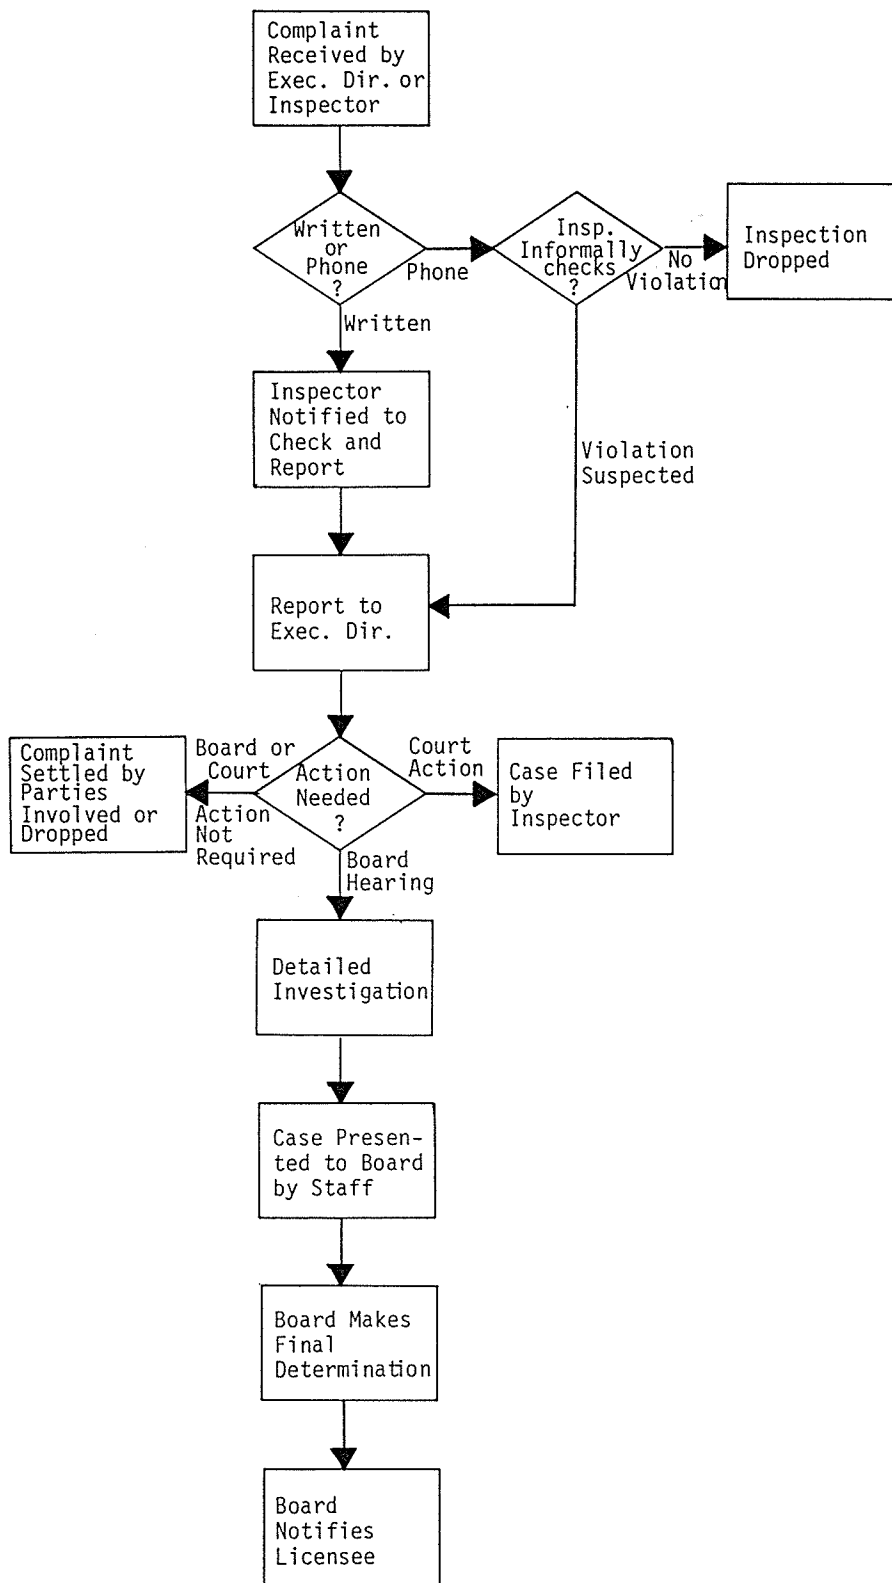 Complaint
Received by
Exec. Dir. or
Inspector
Written
or
Phone
?
Phone
Insp.
Informally
checks
?
No
Violation
Inspection
Dropped
Written
Inspector
Notified to
Check and
Report
Violation
Suspected
Report to
Exec. Dir.
Complaint
Settled by
Parties
Involved or
Dropped
Board or
Court
Action
Not
Required
Action
Needed
?
Court
Action
Case Filed
by
Inspector
Board
Hearing
Detailed
Investigation
Case Presen-
ted to Board
by Staff
Board Makes
Final
Determination
Board
Notifies
Licensee